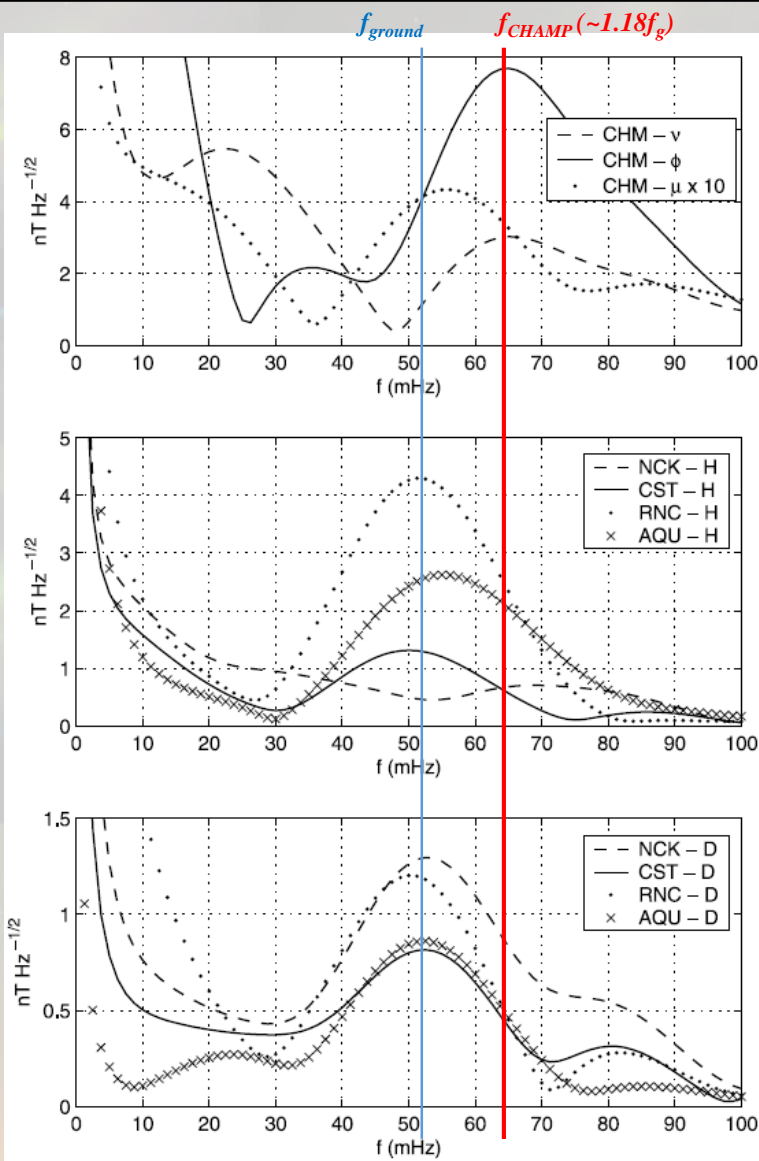 f_ground f_CHAMP (~1.18f_g)
8
6
4
2
0
nT Hz^-1/2
CHM – ν
CHM – ϕ
CHM – μ x 10
0 10 20 30 40 50 60 70 80 90 100
f (mHz)
5
4
3
2
1
0
nT Hz^-1/2
NCK – H
CST – H
RNC – H
AQU – H
0 10 20 30 40 50 60 70 80 90 100
f (mHz)
1.5
1
0.5
0
nT Hz^-1/2
NCK – D
CST – D
RNC – D
AQU – D
0 10 20 30 40 50 60 70 80 90 100
f (mHz)